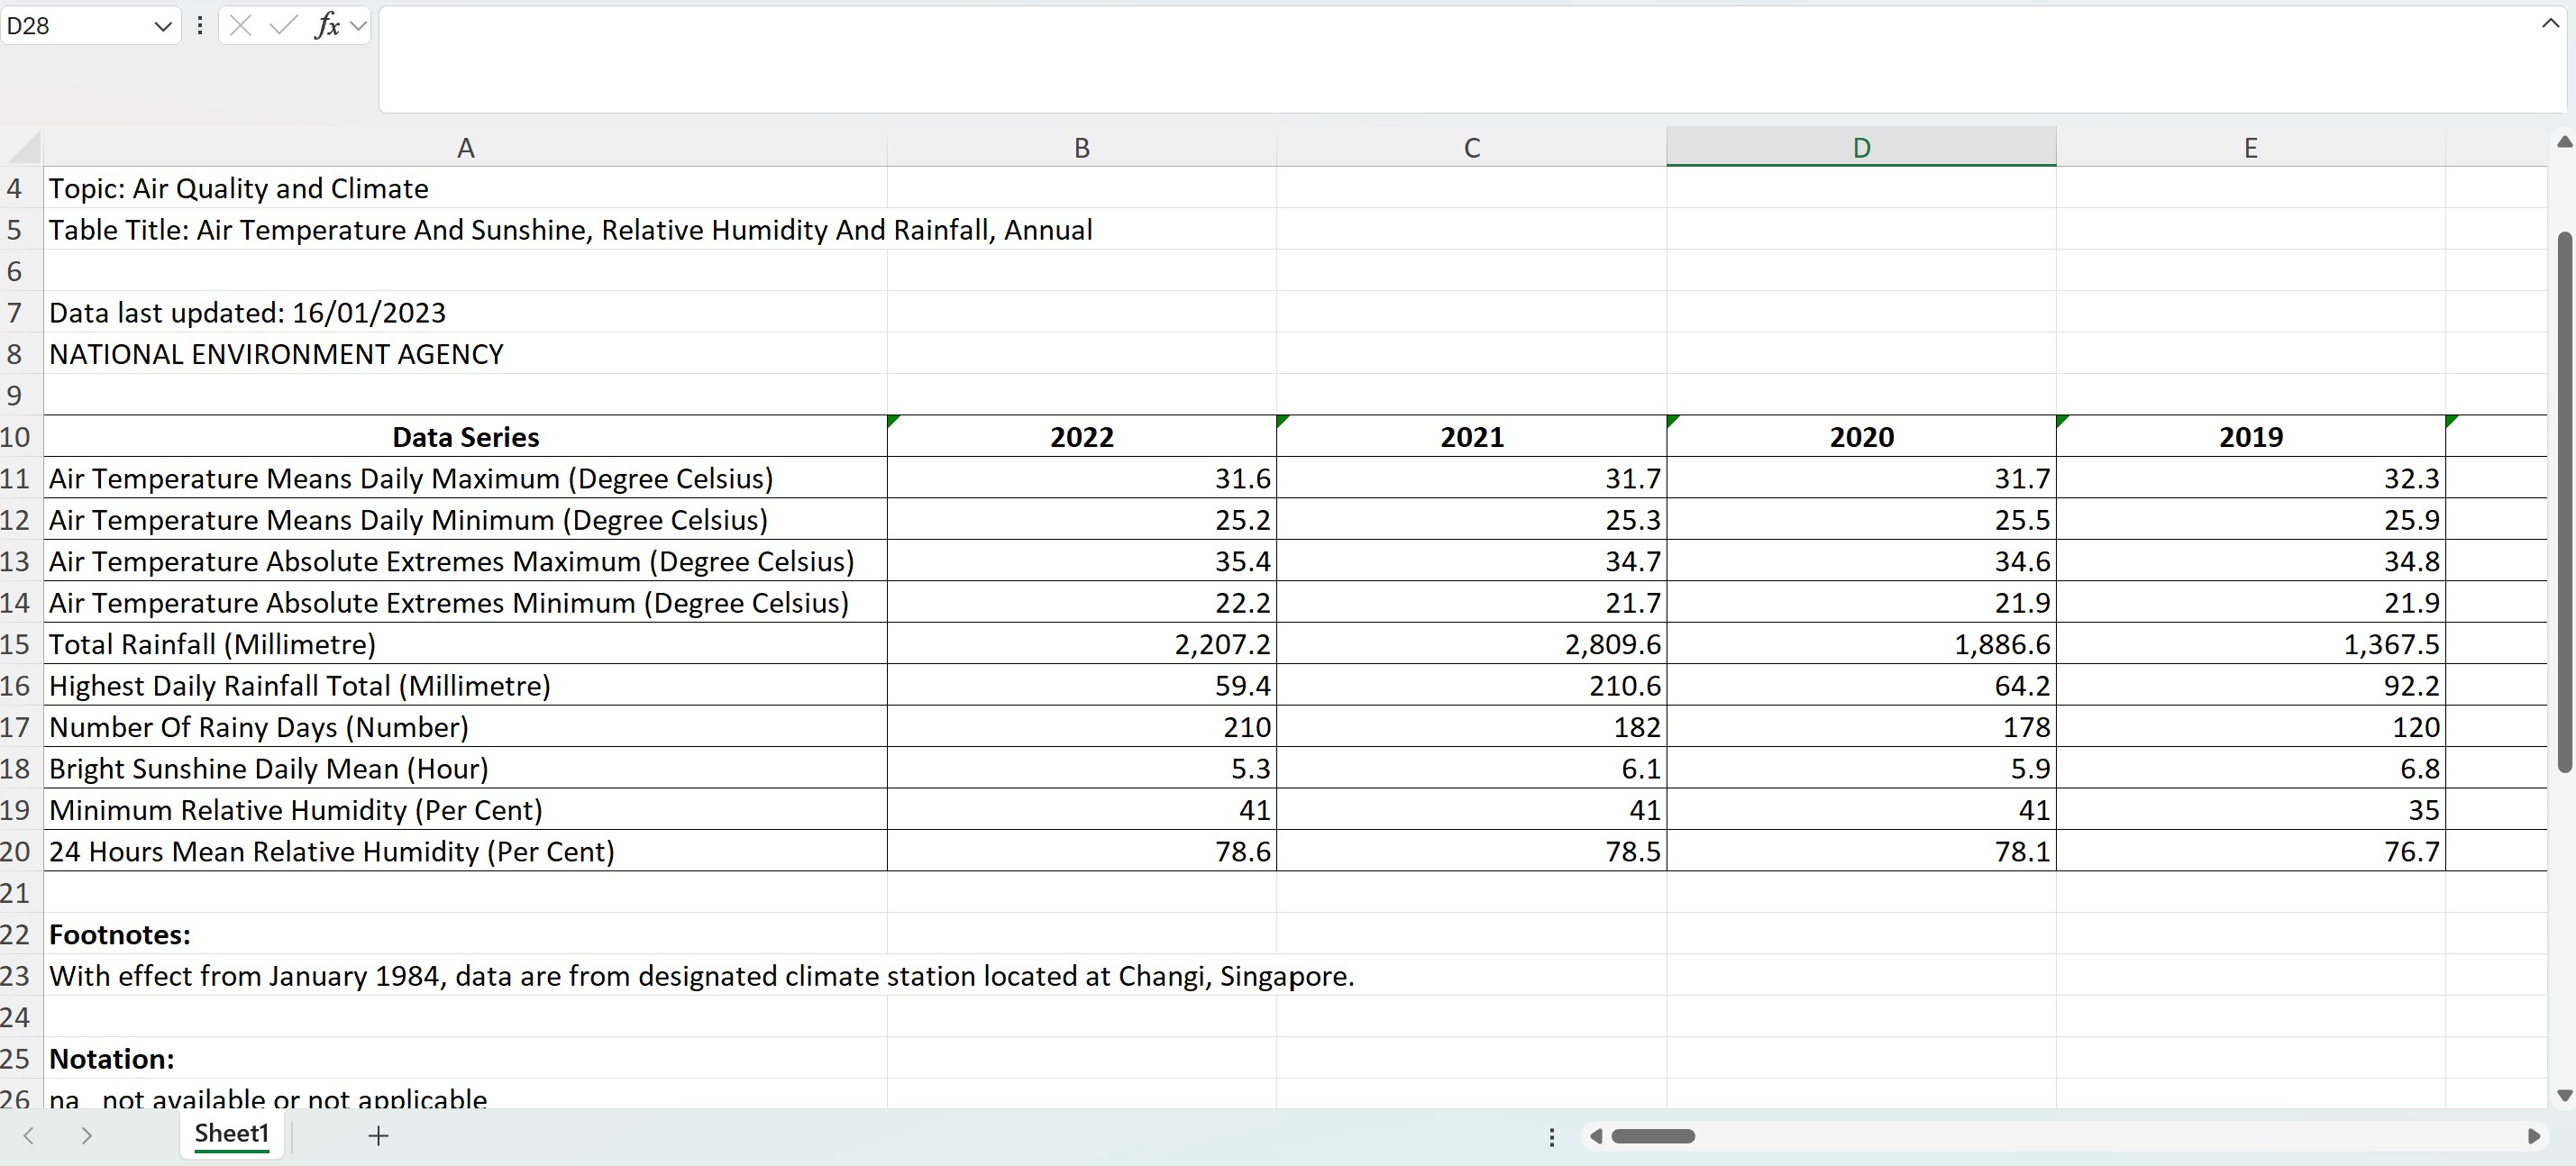 D28 fx
A B C D E
4 Topic: Air Quality and Climate
5 Table Title: Air Temperature And Sunshine, Relative Humidity And Rainfall, Annual
6
7 Data last updated: 16/01/2023
8 NATIONAL ENVIRONMENT AGENCY
9
10 Data Series 2022 2021 2020 2019
11 Air Temperature Means Daily Maximum (Degree Celsius) 31.6 31.7 31.7 32.3
12 Air Temperature Means Daily Minimum (Degree Celsius) 25.2 25.3 25.5 25.9
13 Air Temperature Absolute Extremes Maximum (Degree Celsius) 35.4 34.7 34.6 34.8
14 Air Temperature Absolute Extremes Minimum (Degree Celsius) 22.2 21.7 21.9 21.9
15 Total Rainfall (Millimetre) 2,207.2 2,809.6 1,886.6 1,367.5
16 Highest Daily Rainfall Total (Millimetre) 59.4 210.6 64.2 92.2
17 Number Of Rainy Days (Number) 210 182 178 120
18 Bright Sunshine Daily Mean (Hour) 5.3 6.1 5.9 6.8
19 Minimum Relative Humidity (Per Cent) 41 41 41 35
20 24 Hours Mean Relative Humidity (Per Cent) 78.6 78.5 78.1 76.7
21
22 Footnotes:
23 With effect from January 1984, data are from designated climate station located at Changi, Singapore.
24
25 Notation:
26 na not available or not applicable
Sheet1